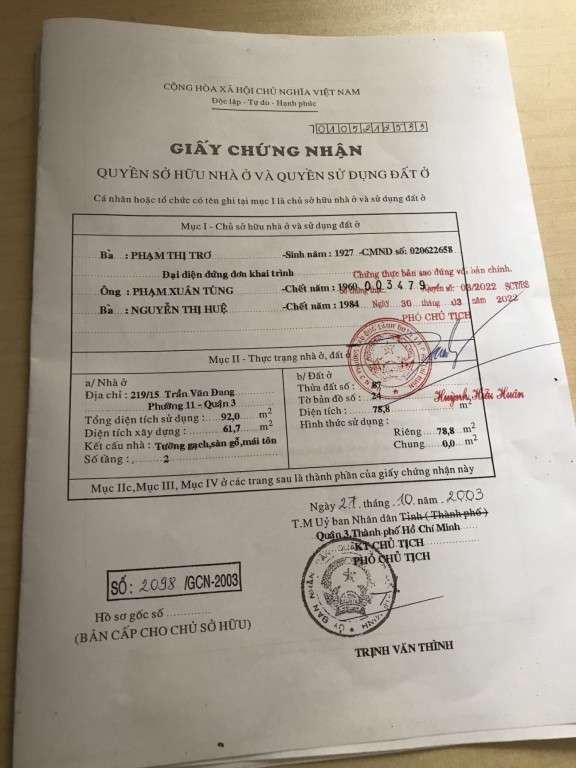 CỘNG HÒA XÃ HỘI CHỦ NGHĨA VIỆT NAM
Độc lập - Tự do - Hạnh phúc
GIẤY CHỨNG NHẬN
QUYỀN SỞ HỮU NHÀ Ở VÀ QUYỀN SỬ DỤNG ĐẤT Ở
Cá nhân hoặc tổ chức có tên ghi tại mục I là chủ sở hữu nhà ở và sử dụng đất ở
Mục I - Chủ sở hữu nhà ở và sử dụng đất ở
Bà : PHẠM THỊ TRƠ -Sinh năm : 1927 -CMND số: 020622658
Đại diện đứng đơn khai trình
Chứng thực bản sao đúng với bản chính.
Ông : PHẠM XUÂN TÙNG -Chết năm : 1960
003479 Quyển số: 03/2022 SCT/BS
Bà : NGUYỄN THỊ HUỆ -Chết năm : 1984
Ngày 30 tháng 03 năm 2022
PHÓ CHỦ TỊCH
Mục II - Thực trạng nhà ở, đất ở
a/ Nhà ở
Địa chỉ : 219/15 Trần Văn Đang
Phường 11 - Quận 3
Tổng diện tích sử dụng : 92,0 m2
Diện tích xây dựng : 61,7 m2
Kết cấu nhà : Tường gạch,sàn gỗ,mái tôn
Số tầng : 2
b/ Đất ở
Thửa đất số : 87
Tờ bản đồ số : 24
Diện tích : 78,8 m2
Hình thức sử dụng :
Riêng : 78,8 m2
Chung : 0,0 m2
Huỳnh Hữu Huân
Mục IIc,Mục III, Mục IV ở các trang sau là thành phần của giấy chứng nhận này
Ngày 27 tháng 10 năm 2003
T.M Uỷ ban Nhân dân Tỉnh ( Thành phố )
Quận 3,Thành phố Hồ Chí Minh
KT CHỦ TỊCH
PHÓ CHỦ TỊCH
SỐ: 2098 /GCN-2003
Hồ sơ gốc số
(BẢN CẤP CHO CHỦ SỞ HỮU)
TRỊNH VĂN THÌNH